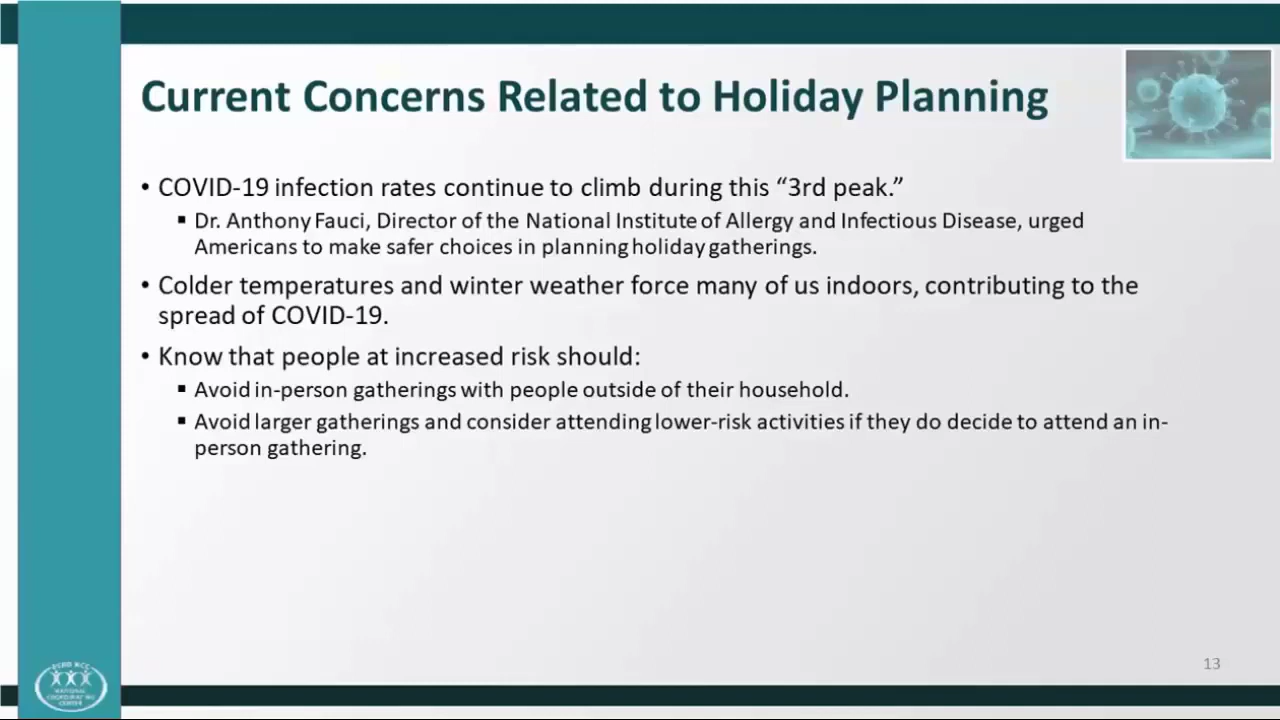 Current Concerns Related to Holiday Planning
• COVID-19 infection rates continue to climb during this “3rd peak.”
▪ Dr. Anthony Fauci, Director of the National Institute of Allergy and Infectious Disease, urged
Americans to make safer choices in planning holiday gatherings.
• Colder temperatures and winter weather force many of us indoors, contributing to the
spread of COVID-19.
• Know that people at increased risk should:
▪ Avoid in-person gatherings with people outside of their household.
▪ Avoid larger gatherings and consider attending lower-risk activities if they do decide to attend an in-
person gathering.
13
NATIONAL
COORDINATING
CENTER